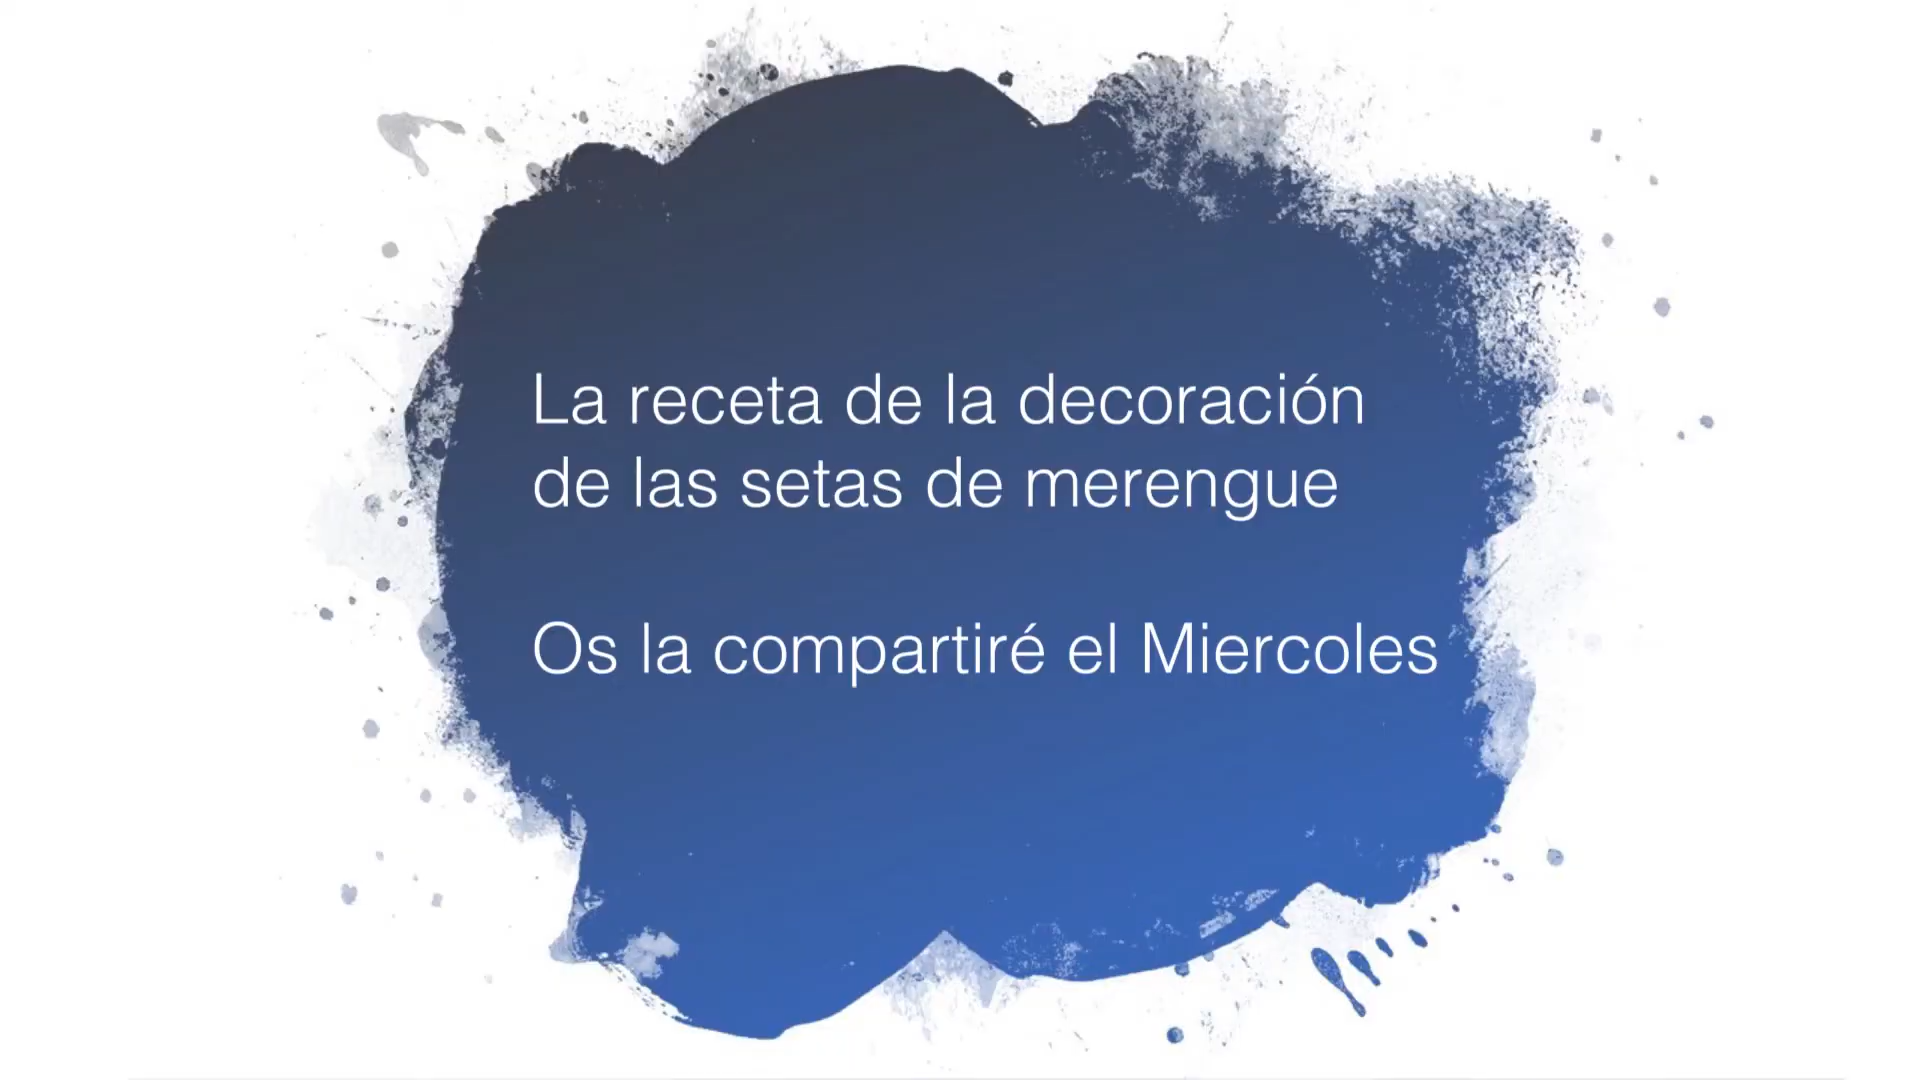 La receta de la decoración
de las setas de merengue
Os la compartiré el Miercoles